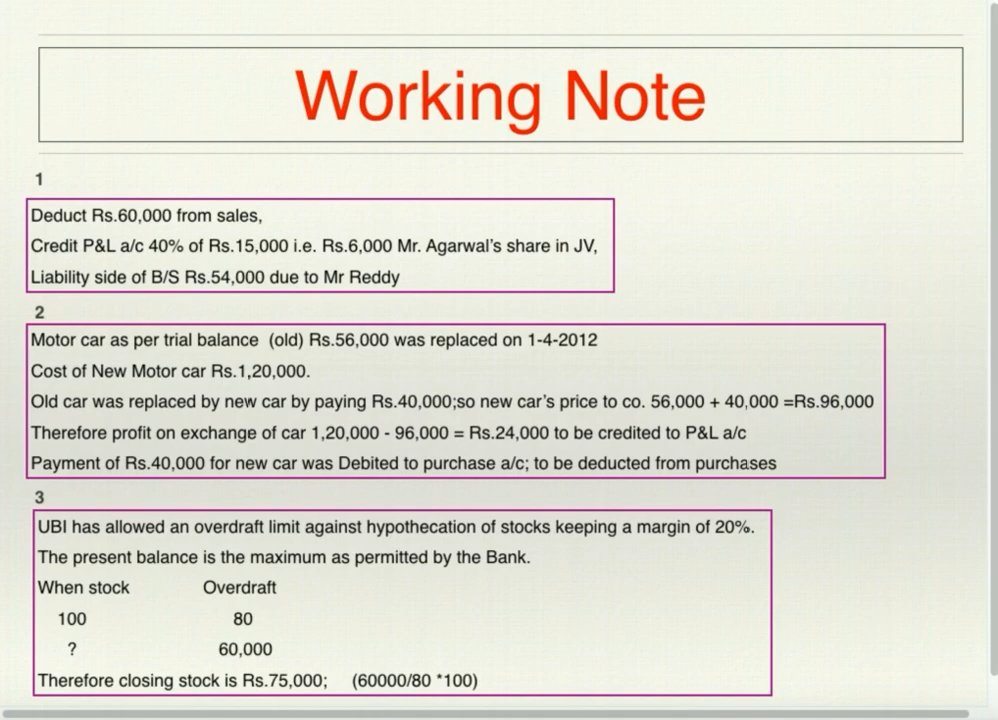 Working Note
1
Deduct Rs.60,000 from sales,
Credit P&L a/c 40% of Rs.15,000 i.e. Rs.6,000 Mr. Agarwal's share in JV,
Liability side of B/S Rs.54,000 due to Mr Reddy
2
Motor car as per trial balance (old) Rs.56,000 was replaced on 1-4-2012
Cost of New Motor car Rs.1,20,000.
Old car was replaced by new car by paying Rs.40,000;so new car's price to co. 56,000 + 40,000 =Rs.96,000
Therefore profit on exchange of car 1,20,000 - 96,000 = Rs.24,000 to be credited to P&L a/c
Payment of Rs.40,000 for new car was Debited to purchase a/c; to be deducted from purchases
3
UBI has allowed an overdraft limit against hypothecation of stocks keeping a margin of 20%.
The present balance is the maximum as permitted by the Bank.
When stock Overdraft
100 80
? 60,000
Therefore closing stock is Rs.75,000; (60000/80 *100)